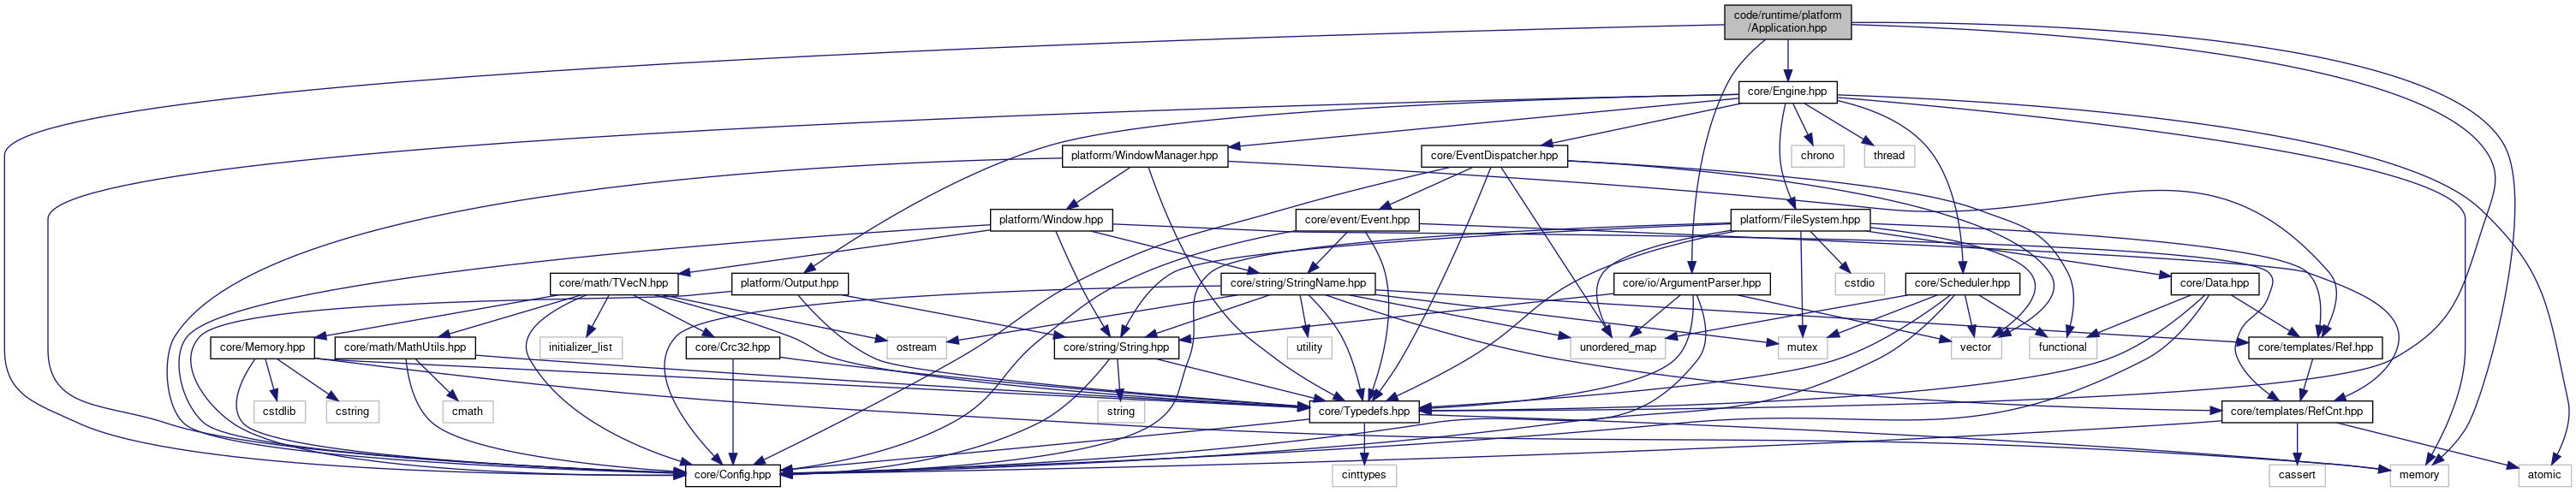 code/runtime/platform
/Application.hpp
core/Engine.hpp
platform/WindowManager.hpp
core/EventDispatcher.hpp
chrono
thread
platform/Window.hpp
core/event/Event.hpp
platform/FileSystem.hpp
core/math/TVecN.hpp
platform/Output.hpp
core/string/StringName.hpp
core/io/ArgumentParser.hpp
cstdio
core/Scheduler.hpp
core/Data.hpp
core/Memory.hpp
core/math/MathUtils.hpp
initializer_list
core/Crc32.hpp
ostream
core/string/String.hpp
utility
unordered_map
mutex
vector
functional
core/templates/Ref.hpp
cstdlib
cstring
cmath
string
core/Typedefs.hpp
core/templates/RefCnt.hpp
core/Config.hpp
cinttypes
cassert
memory
atomic